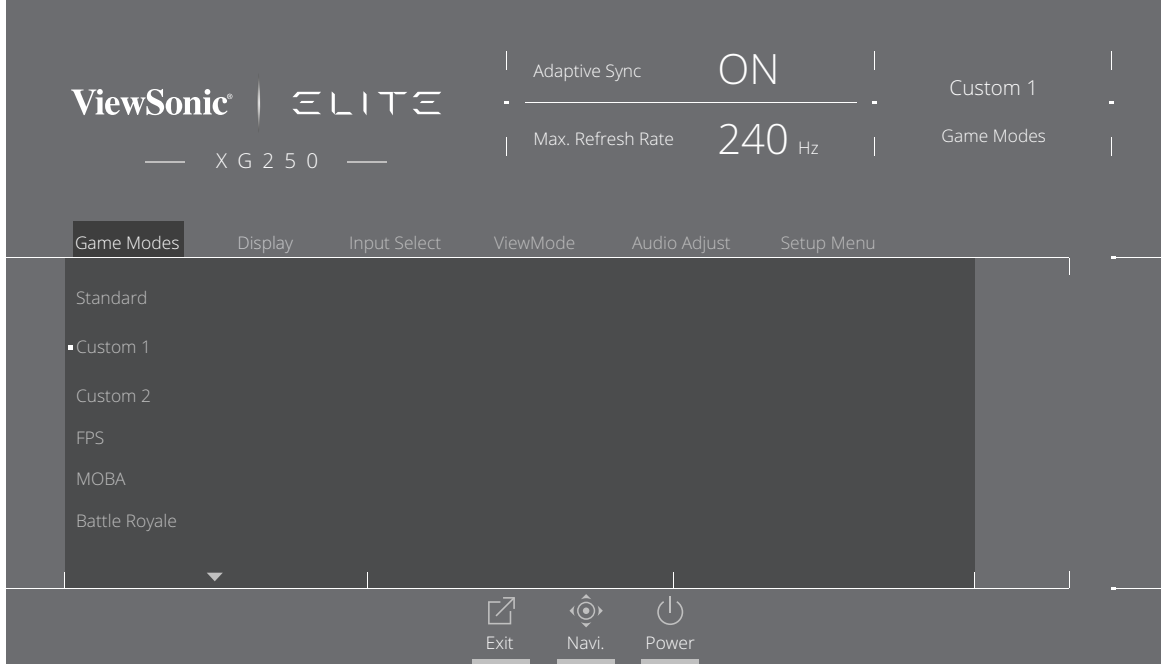 ViewSonic® ELITE
XG250
Adaptive Sync ON
Max. Refresh Rate 240 Hz
Custom 1
Game Modes
Game Modes Display Input Select ViewMode Audio Adjust Setup Menu
Standard
Custom 1
Custom 2
FPS
MOBA
Battle Royale
Exit Navi. Power